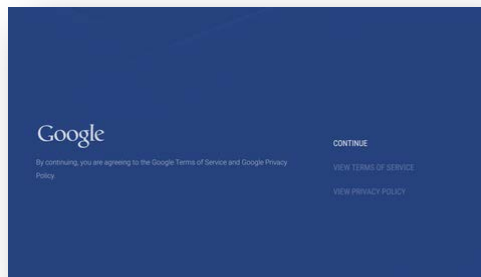 Google
By continuing, you are agreeing to the Google Terms of Service and Google Privacy
Policy.
CONTINUE
VIEW TERMS OF SERVICE
VIEW PRIVACY POLICY